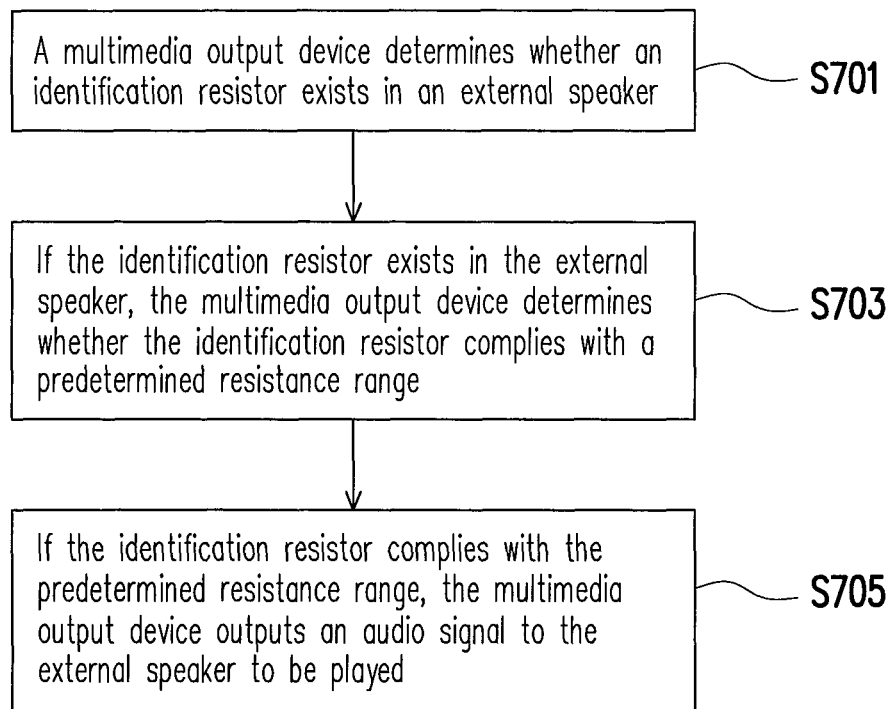 A multimedia output device determines whether an
identification resistor exists in an external speaker
S701
If the identification resistor exists in the external
speaker, the multimedia output device determines
whether the identification resistor complies with a
predetermined resistance range
S703
If the identification resistor complies with the
predetermined resistance range, the multimedia
output device outputs an audio signal to the
external speaker to be played
S705